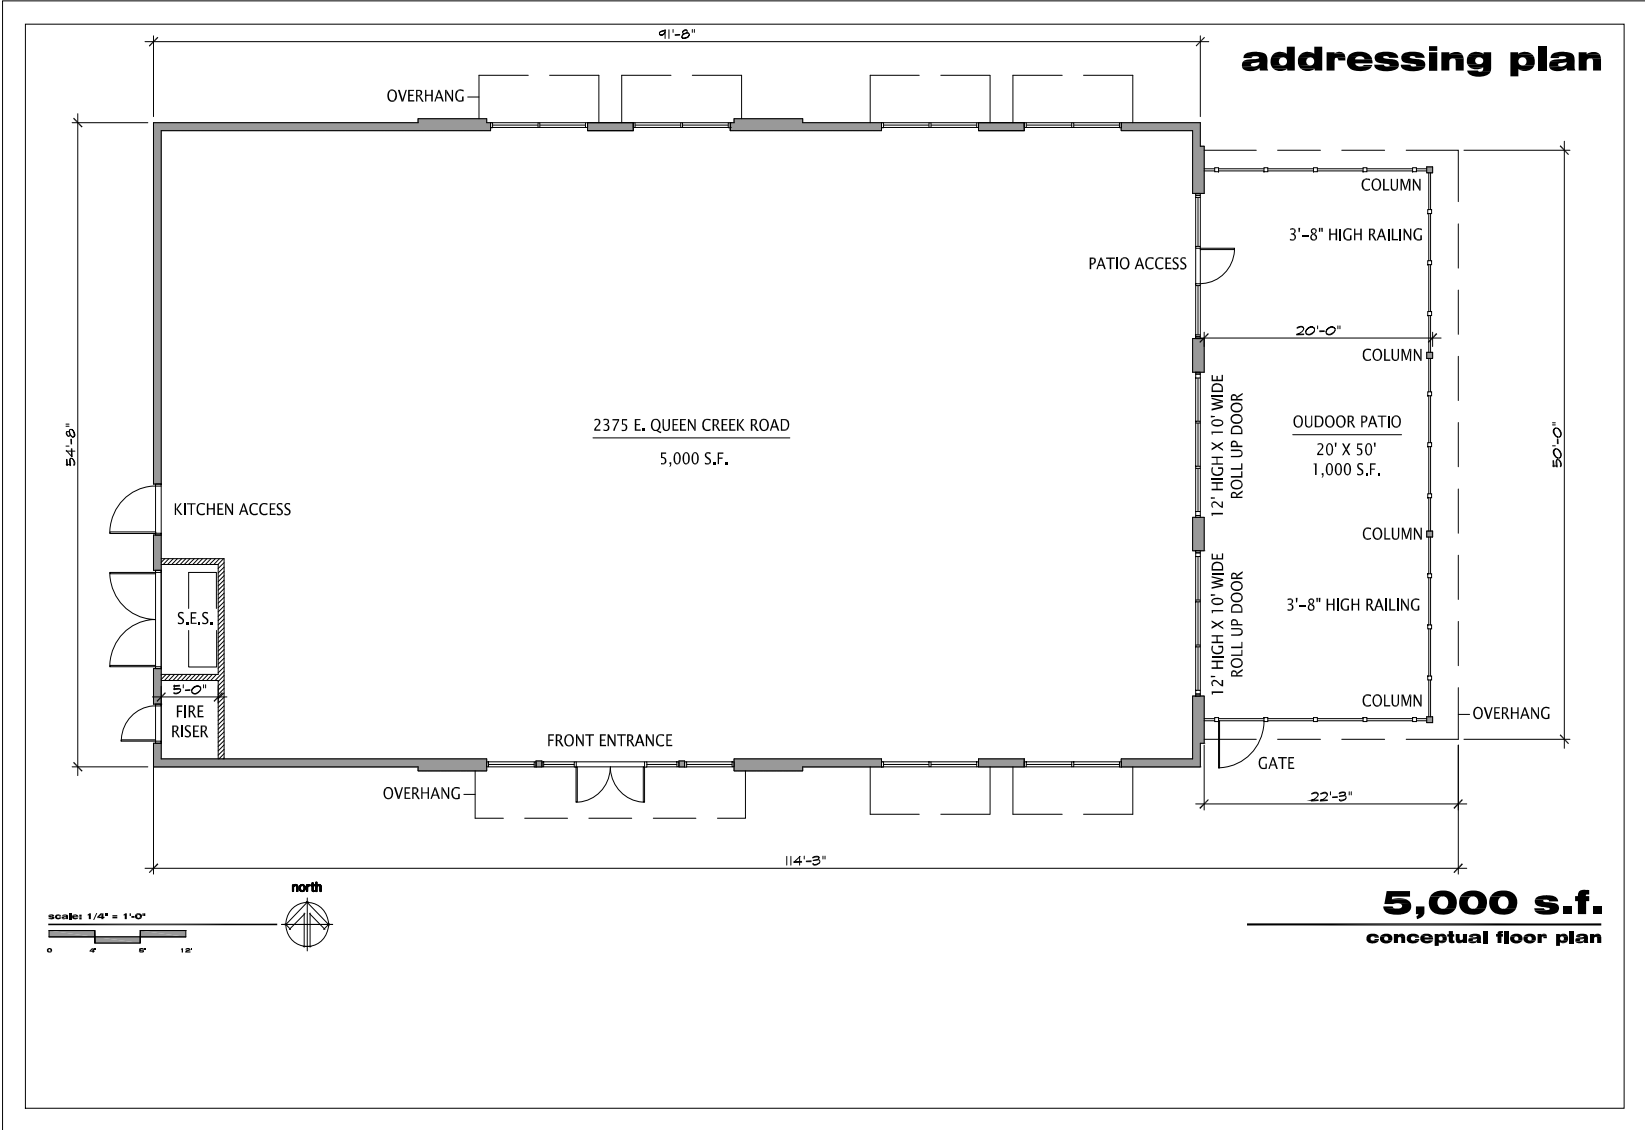 91'-8"
addressing plan
OVERHANG
COLUMN
3'-8" HIGH RAILING
PATIO ACCESS
20'-0"
COLUMN
12' HIGH X 10' WIDE
ROLL UP DOOR
2375 E. QUEEN CREEK ROAD
5,000 S.F.
OUDOOR PATIO
20' X 50'
1,000 S.F.
54'-8"
50'-0"
KITCHEN ACCESS
COLUMN
12' HIGH X 10' WIDE
ROLL UP DOOR
3'-8" HIGH RAILING
S.E.S.
5'-0"
FIRE
RISER
COLUMN
OVERHANG
FRONT ENTRANCE
GATE
OVERHANG
22'-3"
114'-3"
north
scale: 1/4" = 1'-0"
0 4' 8' 12'
5,000 s.f.
conceptual floor plan